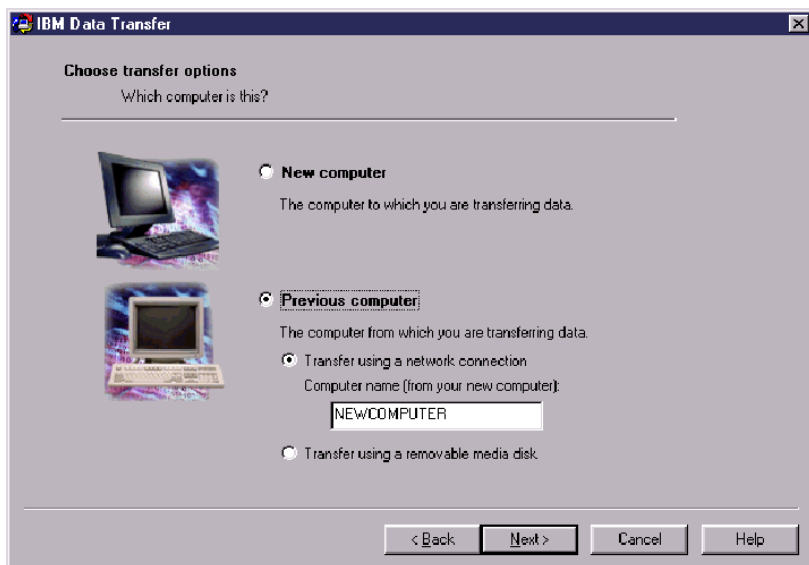 IBM Data Transfer
Choose transfer options
Which computer is this?
New computer
The computer to which you are transferring data.
Previous computer
The computer from which you are transferring data.
Transfer using a network connection
Computer name (from your new computer):
NEWCOMPUTER
Transfer using a removable media disk
< Back Next > Cancel Help